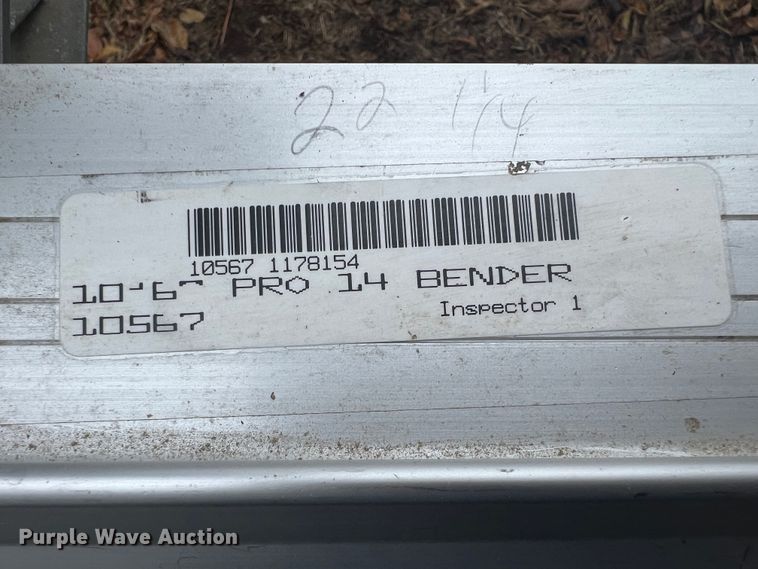 22 1/4
10567 1178154
10'6" PRO 14 BENDER
10567
Inspector 1
Purple Wave Auction